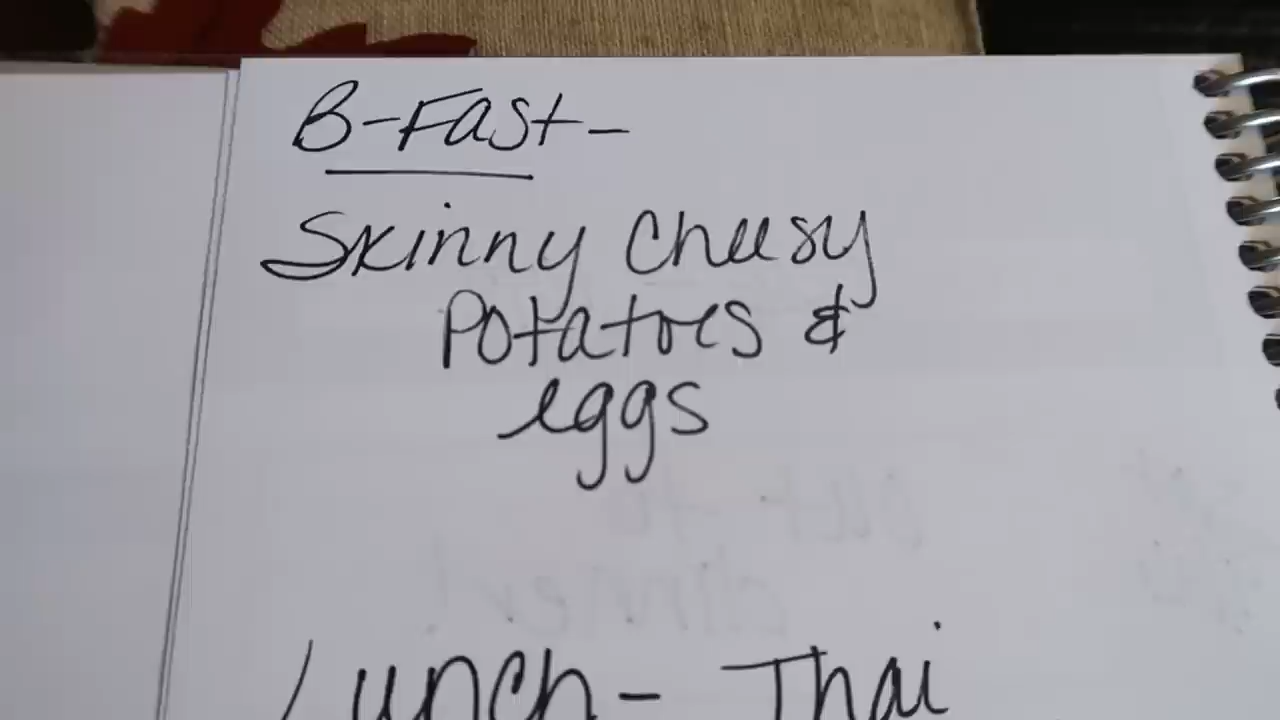 B-Fast-
Skinny Cheesy
Potatoes &
eggs
Lunch- Thai